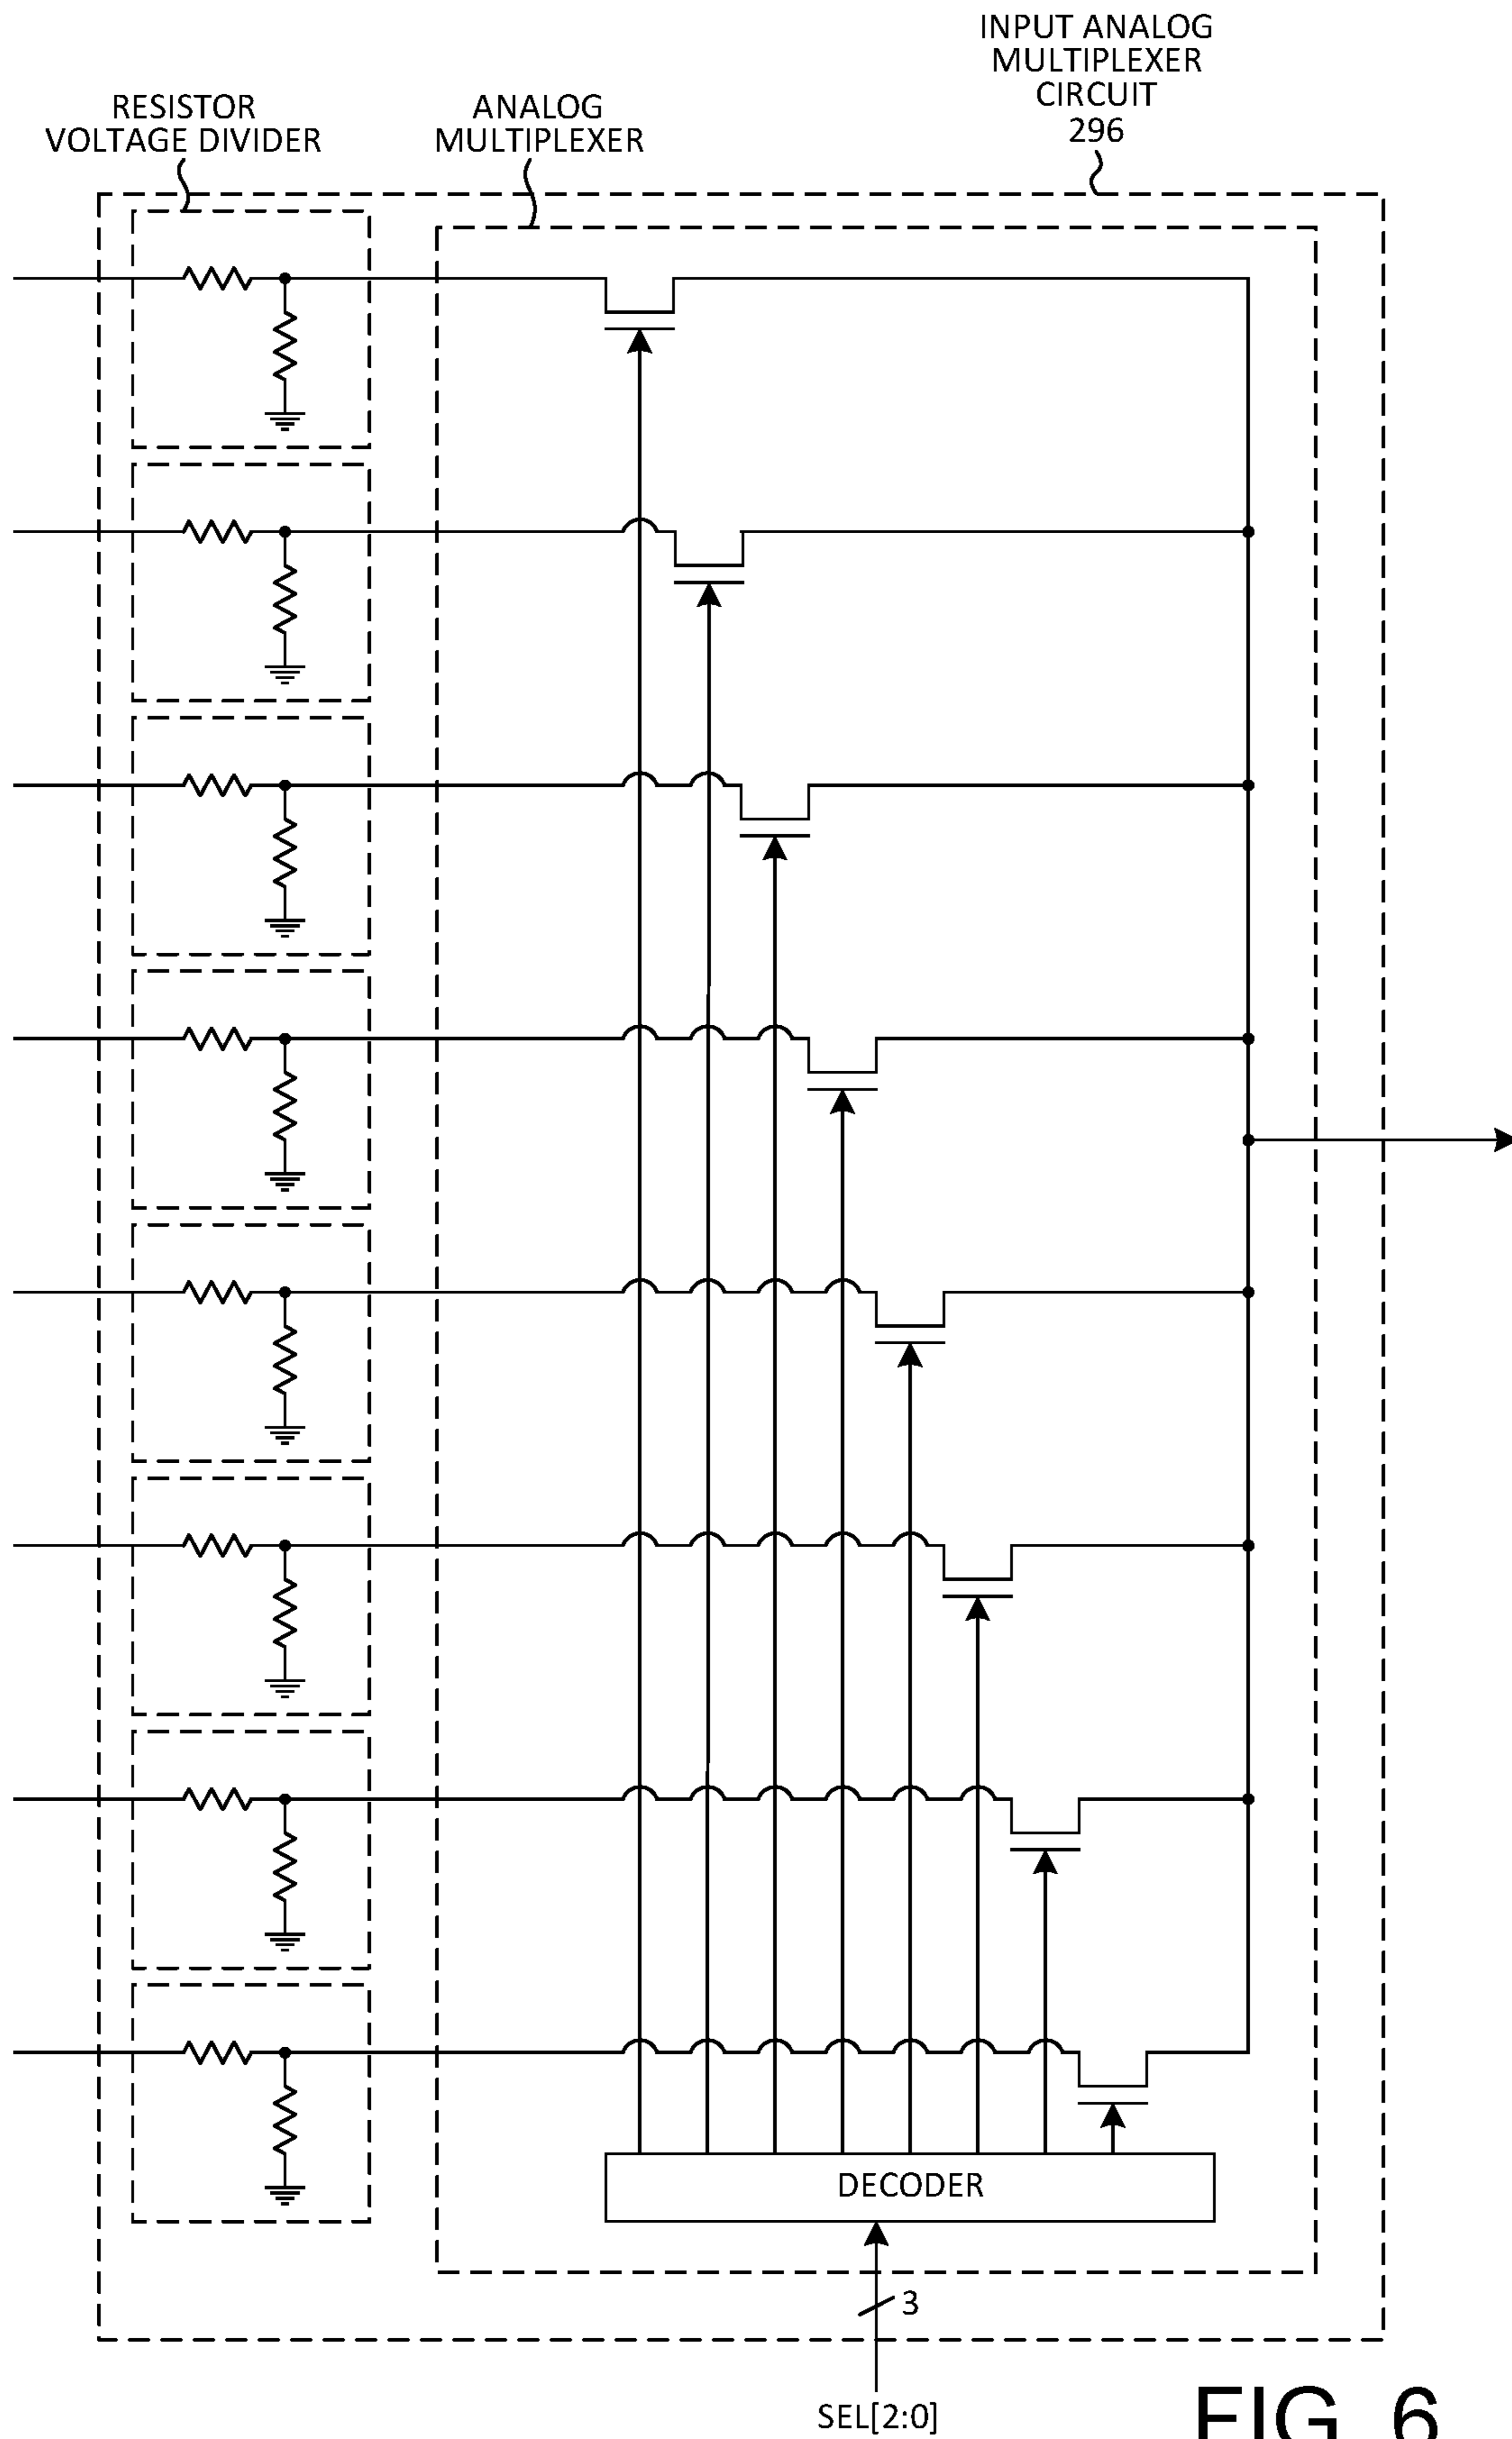 INPUT ANALOG
MULTIPLEXER
CIRCUIT
296
RESISTOR
VOLTAGE DIVIDER
ANALOG
MULTIPLEXER
DECODER
3
SEL[2:0]
FIG. 6